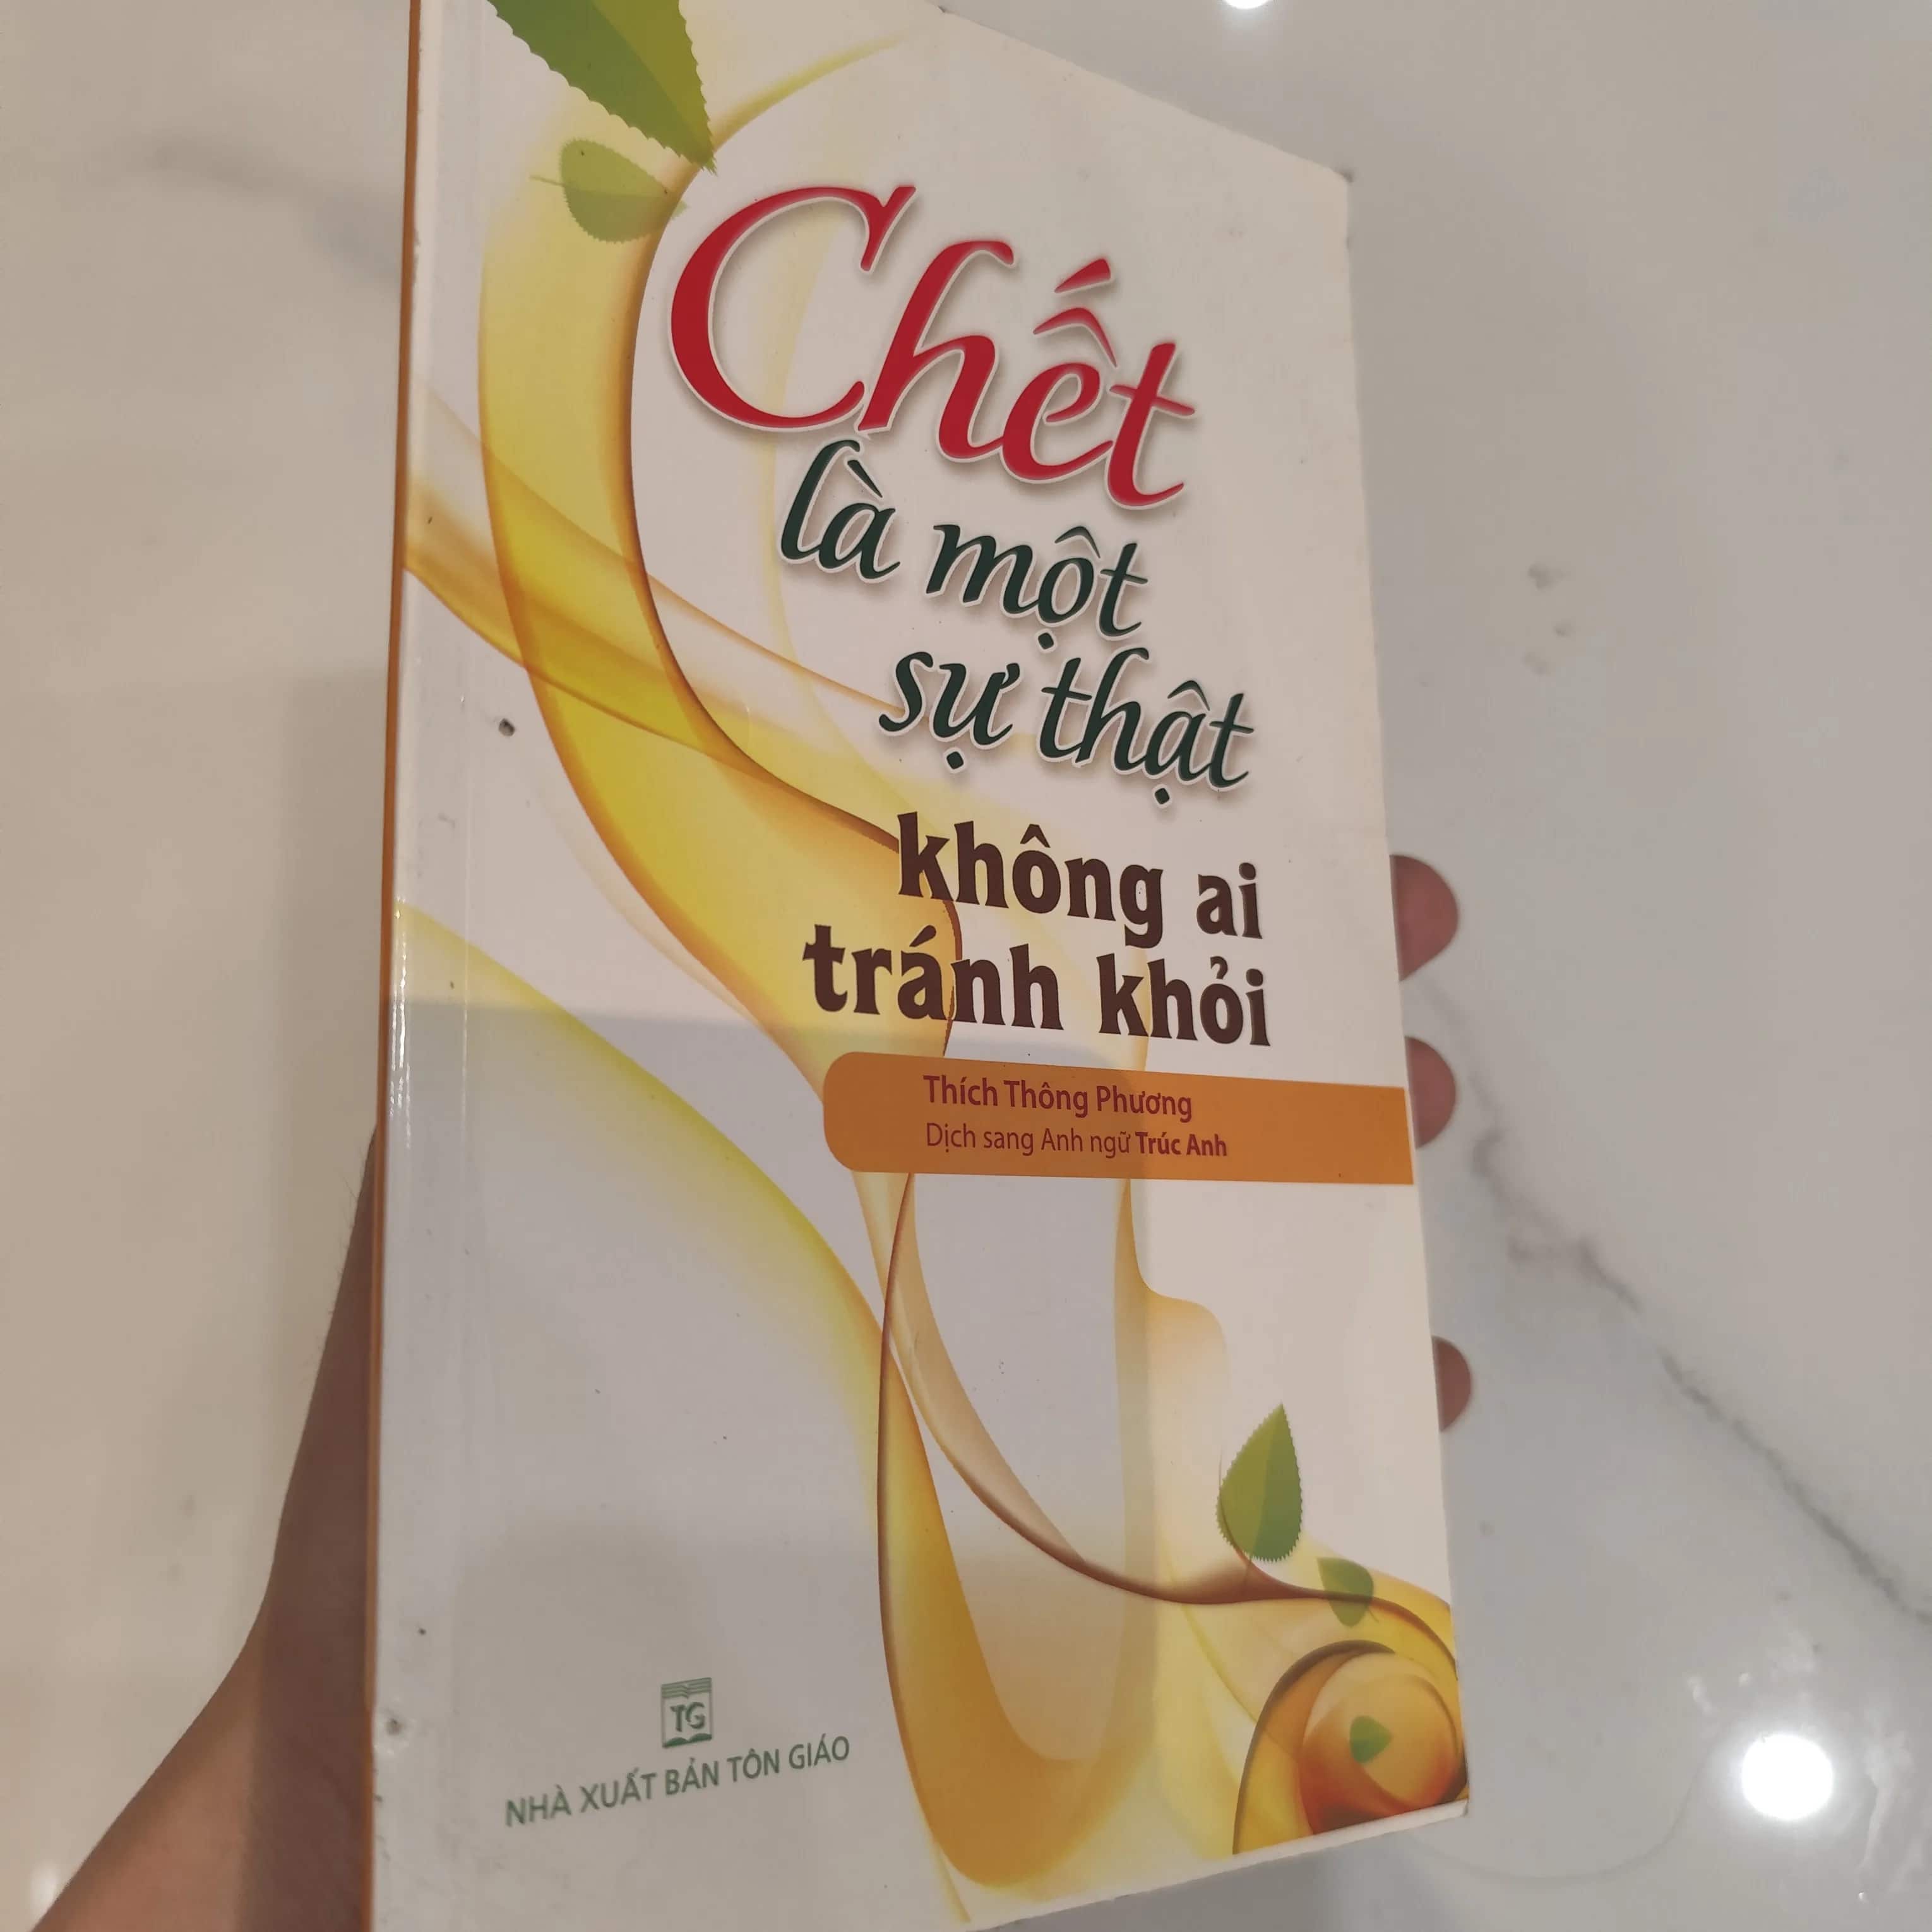 Chết
là một
sự thật
không ai
tránh khỏi
Thích Thông Phương
Dịch sang Anh ngữ Trúc Anh
TG
NHÀ XUẤT BẢN TÔN GIÁO